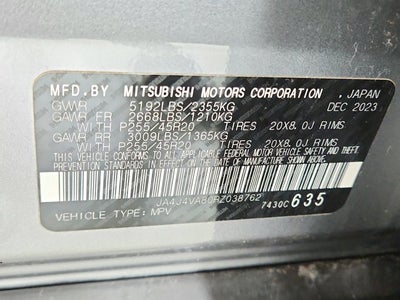 MFD.BY MITSUBISHI MOTORS CORPORATION, JAPAN
GVWR 5192LBS/2355KG DEC 2023
GAWR FR 2668LBS/1210KG
WITH P255/45R20 TIRES 20X8.0J RIMS
GAWR RR 3009LBS/1365KG
WITH P255/45R20 TIRES 20X8.0J RIMS
THIS VEHICLE CONFORMS TO ALL APPLICABLE FEDERAL MOTOR VEHICLE SAFETY, BUMPER, AND THEFT
PREVENTION STANDARDS IN EFFECT ON THE DATE OF MANUFACTURE SHOWN ABOVE.
JA4J4VA80RZ038762
VEHICLE TYPE: MPV 7430C 635